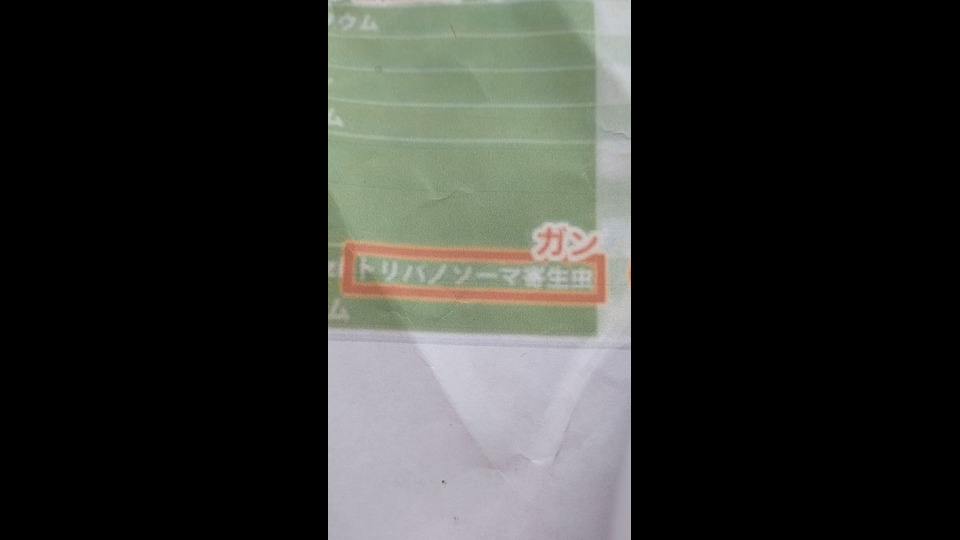 ウム
ム
ガン
トリパノソーマ寄生虫
ム